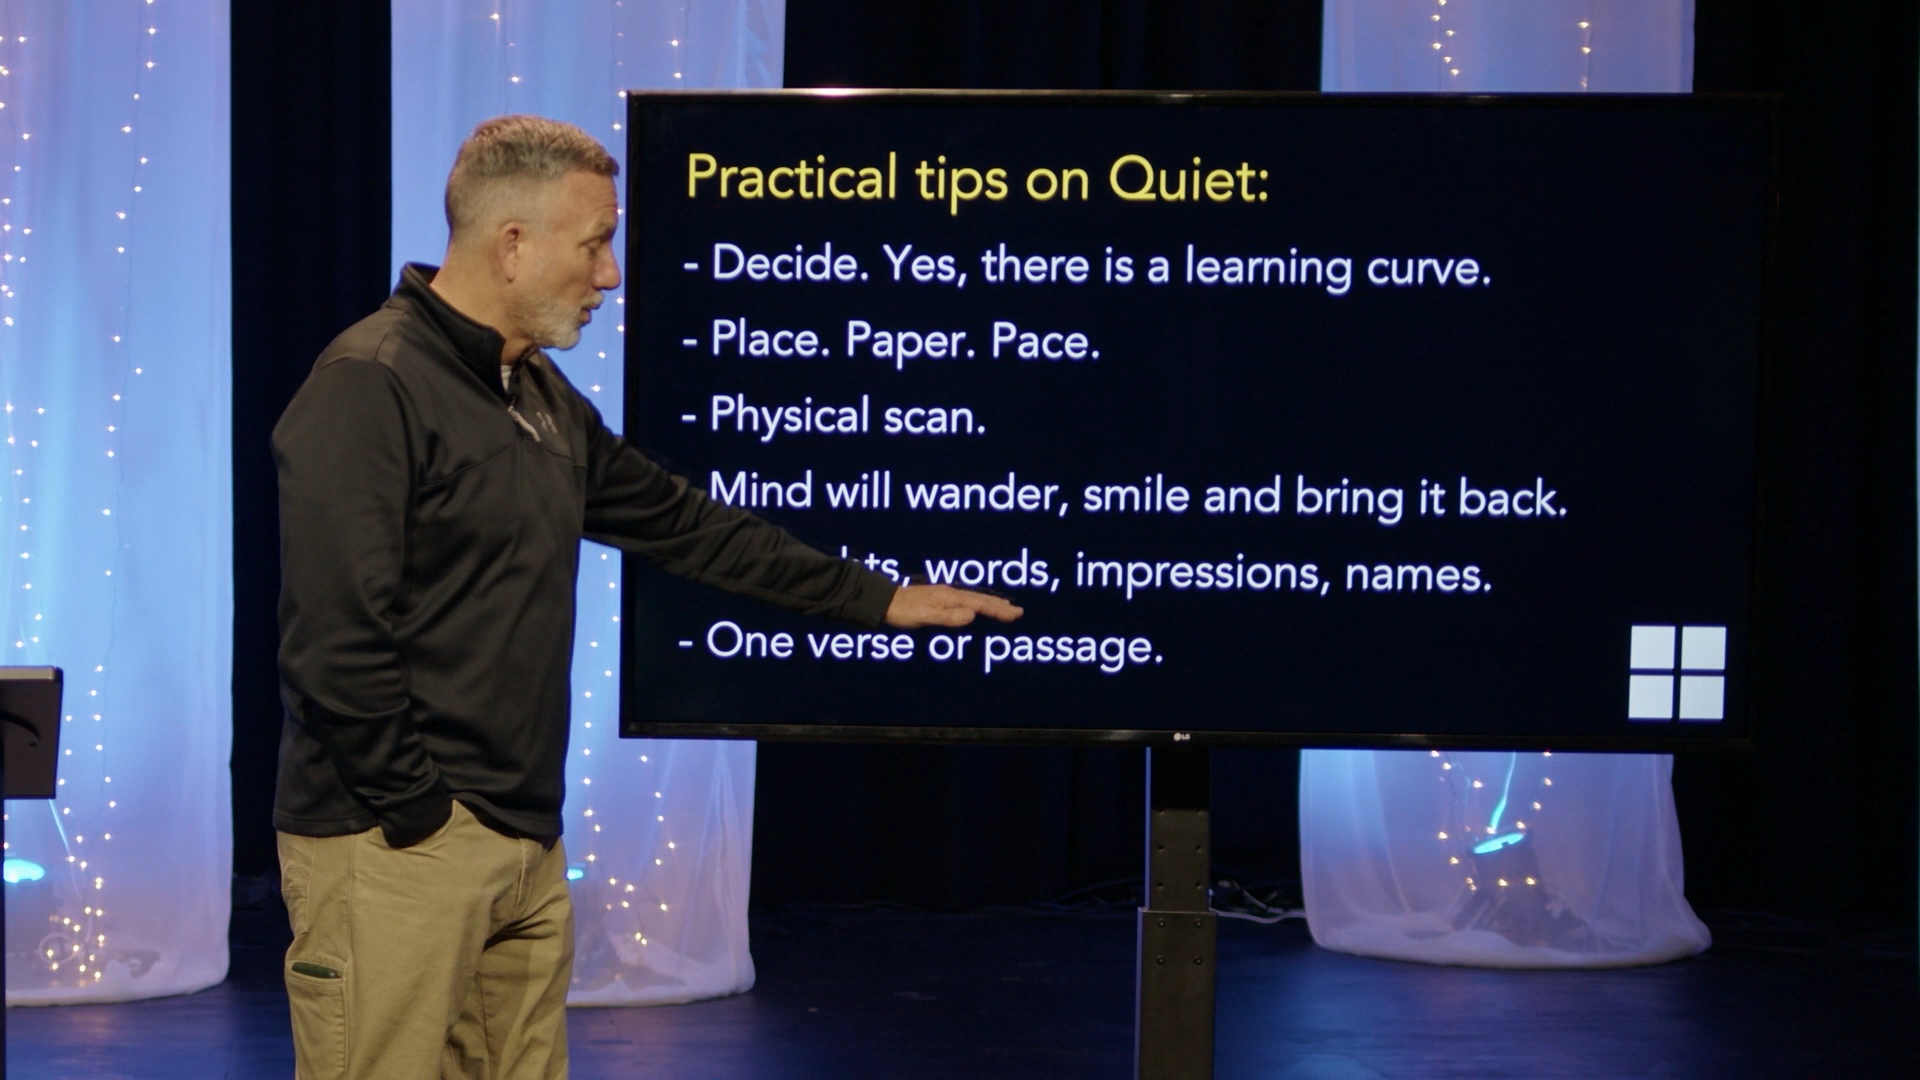 Practical tips on Quiet:
- Decide. Yes, there is a learning curve.
- Place. Paper. Pace.
- Physical scan.
Mind will wander, smile and bring it back.
words, impressions, names.
- One verse or passage.
LG